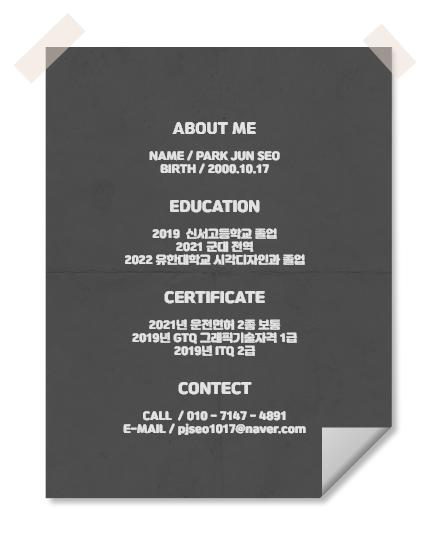 ABOUT ME
NAME / PARK JUN SEO
BIRTH / 2000.10.17
EDUCATION
2019 신서고등학교 졸업
2021 군대 전역
2022 유한대학교 시각디자인과 졸업
CERTIFICATE
2021년 운전면허 2종 보통
2019년 GTQ 그래픽기술자격 1급
2019년 ITQ 2급
CONTECT
CALL / 010 - 7147 - 4891
E-MAIL / pjseo1017@naver.com